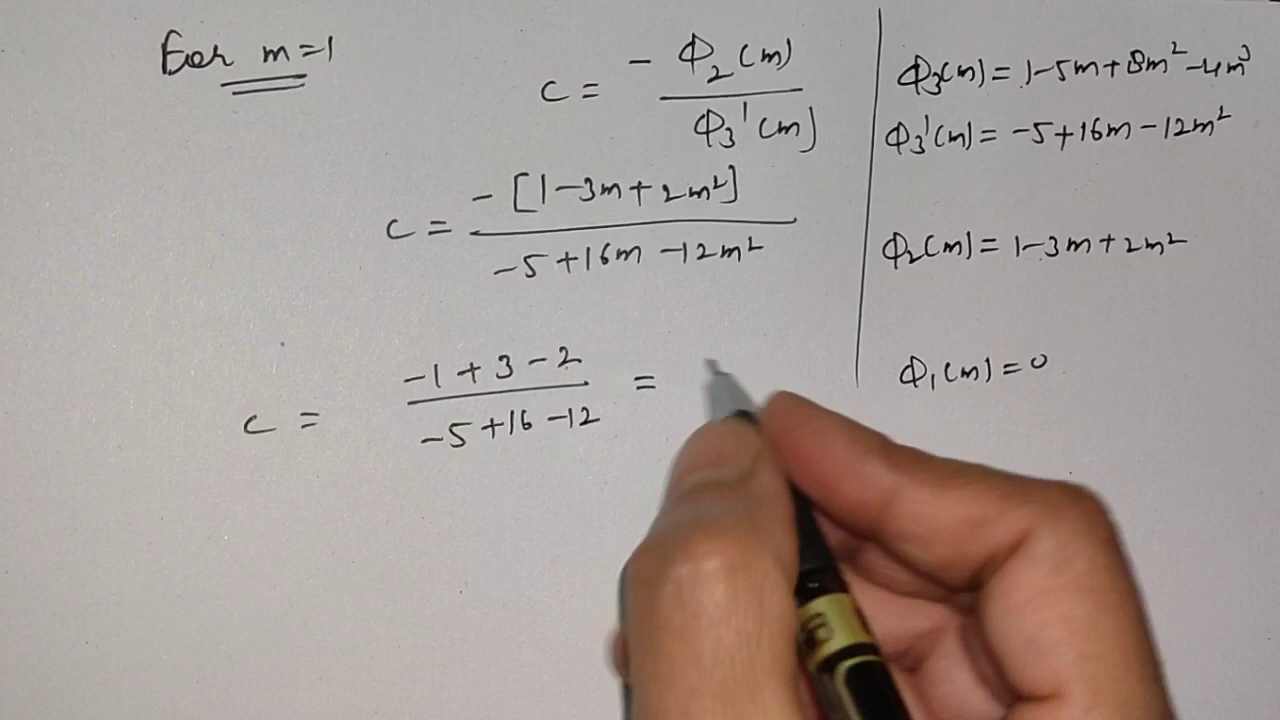 For m=1
c = - Φ₂(m) / Φ₃'(m)
c = -[1-3m+2m²] / -5+16m-12m²
c = -1+3-2 / -5+16-12 =
Φ₃(m) = 1-5m+8m²-4m³
Φ₃'(m) = -5+16m-12m²
Φ₂(m) = 1-3m+2m²
Φ₁(m) = 0